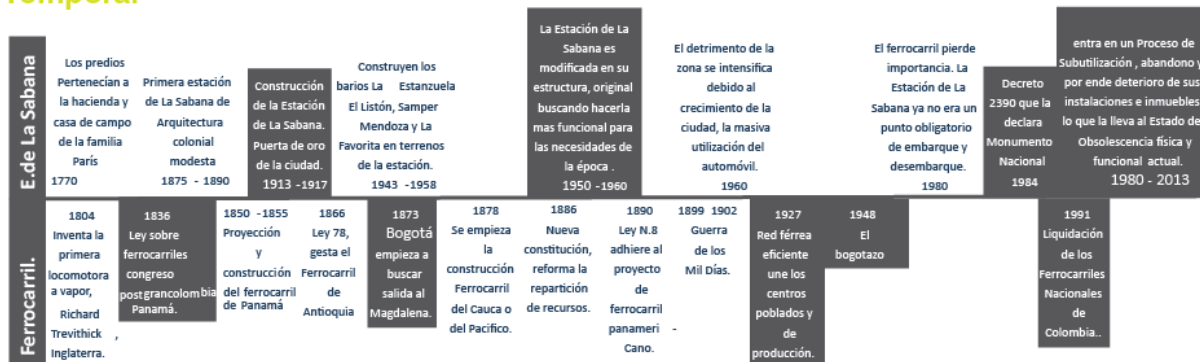 Temporal
E.de La Sabana
Los predios
Pertenecían a
la hacienda y
casa de campo
de la familia
París
1770
Primera estación
de La Sabana de
Arquitectura
colonial
modesta
1875 - 1890
Construcción
de la Estación
de La Sabana.
Puerta de oro
de la ciudad.
1913 -1917
Construyen los
barios La Estanzuela
El Listón, Samper
Mendoza y La
Favorita en terrenos
de la estación.
1943 -1958
La Estación de La
Sabana es
modificada en su
estructura, original
buscando hacerla
mas funcional para
las necesidades de
la época .
1950 -1960
El detrimento de la
zona se intensifica
debido al
crecimiento de la
ciudad, la masiva
utilización del
automóvil.
1960
El ferrocarril pierde
importancia. La
Estación de La
Sabana ya no era un
punto obligatorio
de embarque y
desembarque.
1980
Decreto
2390 que la
declara
Monumento
Nacional
1984
entra en un Proceso de
Subutilización , abandono y
por ende deterioro de sus
instalaciones e inmuebles
lo que la lleva al Estado de
Obsolescencia física y
funcional actual.
1980 - 2013
Ferrocarril.
1804
Inventa la
primera
locomotora
a vapor,
Richard
Trevithick ,
Inglaterra.
1836
Ley sobre
ferrocarriles
congreso
postgrancolombia
Panamá.
1850 -1855
Proyección
y
construcción
del ferrocarril
de Panamá
1866
Ley 78,
gesta el
Ferrocarril
de
Antioquia
1873
Bogotá
empieza a
buscar
salida al
Magdalena.
1878
Se empieza
la
construcción
Ferrocarril
del Cauca o
del Pacifico.
1886
Nueva
constitución,
reforma la
repartición
de recursos.
1890
Ley N.8
adhiere al
proyecto
de
ferrocarril
panameri -
Cano.
1899 1902
Guerra
de los
Mil Días.
1927
Red férrea
eficiente
une los
centros
poblados y
de
producción.
1948
El
bogotazo
1991
Liquidación
de los
Ferrocarriles
Nacionales
de
Colombia..